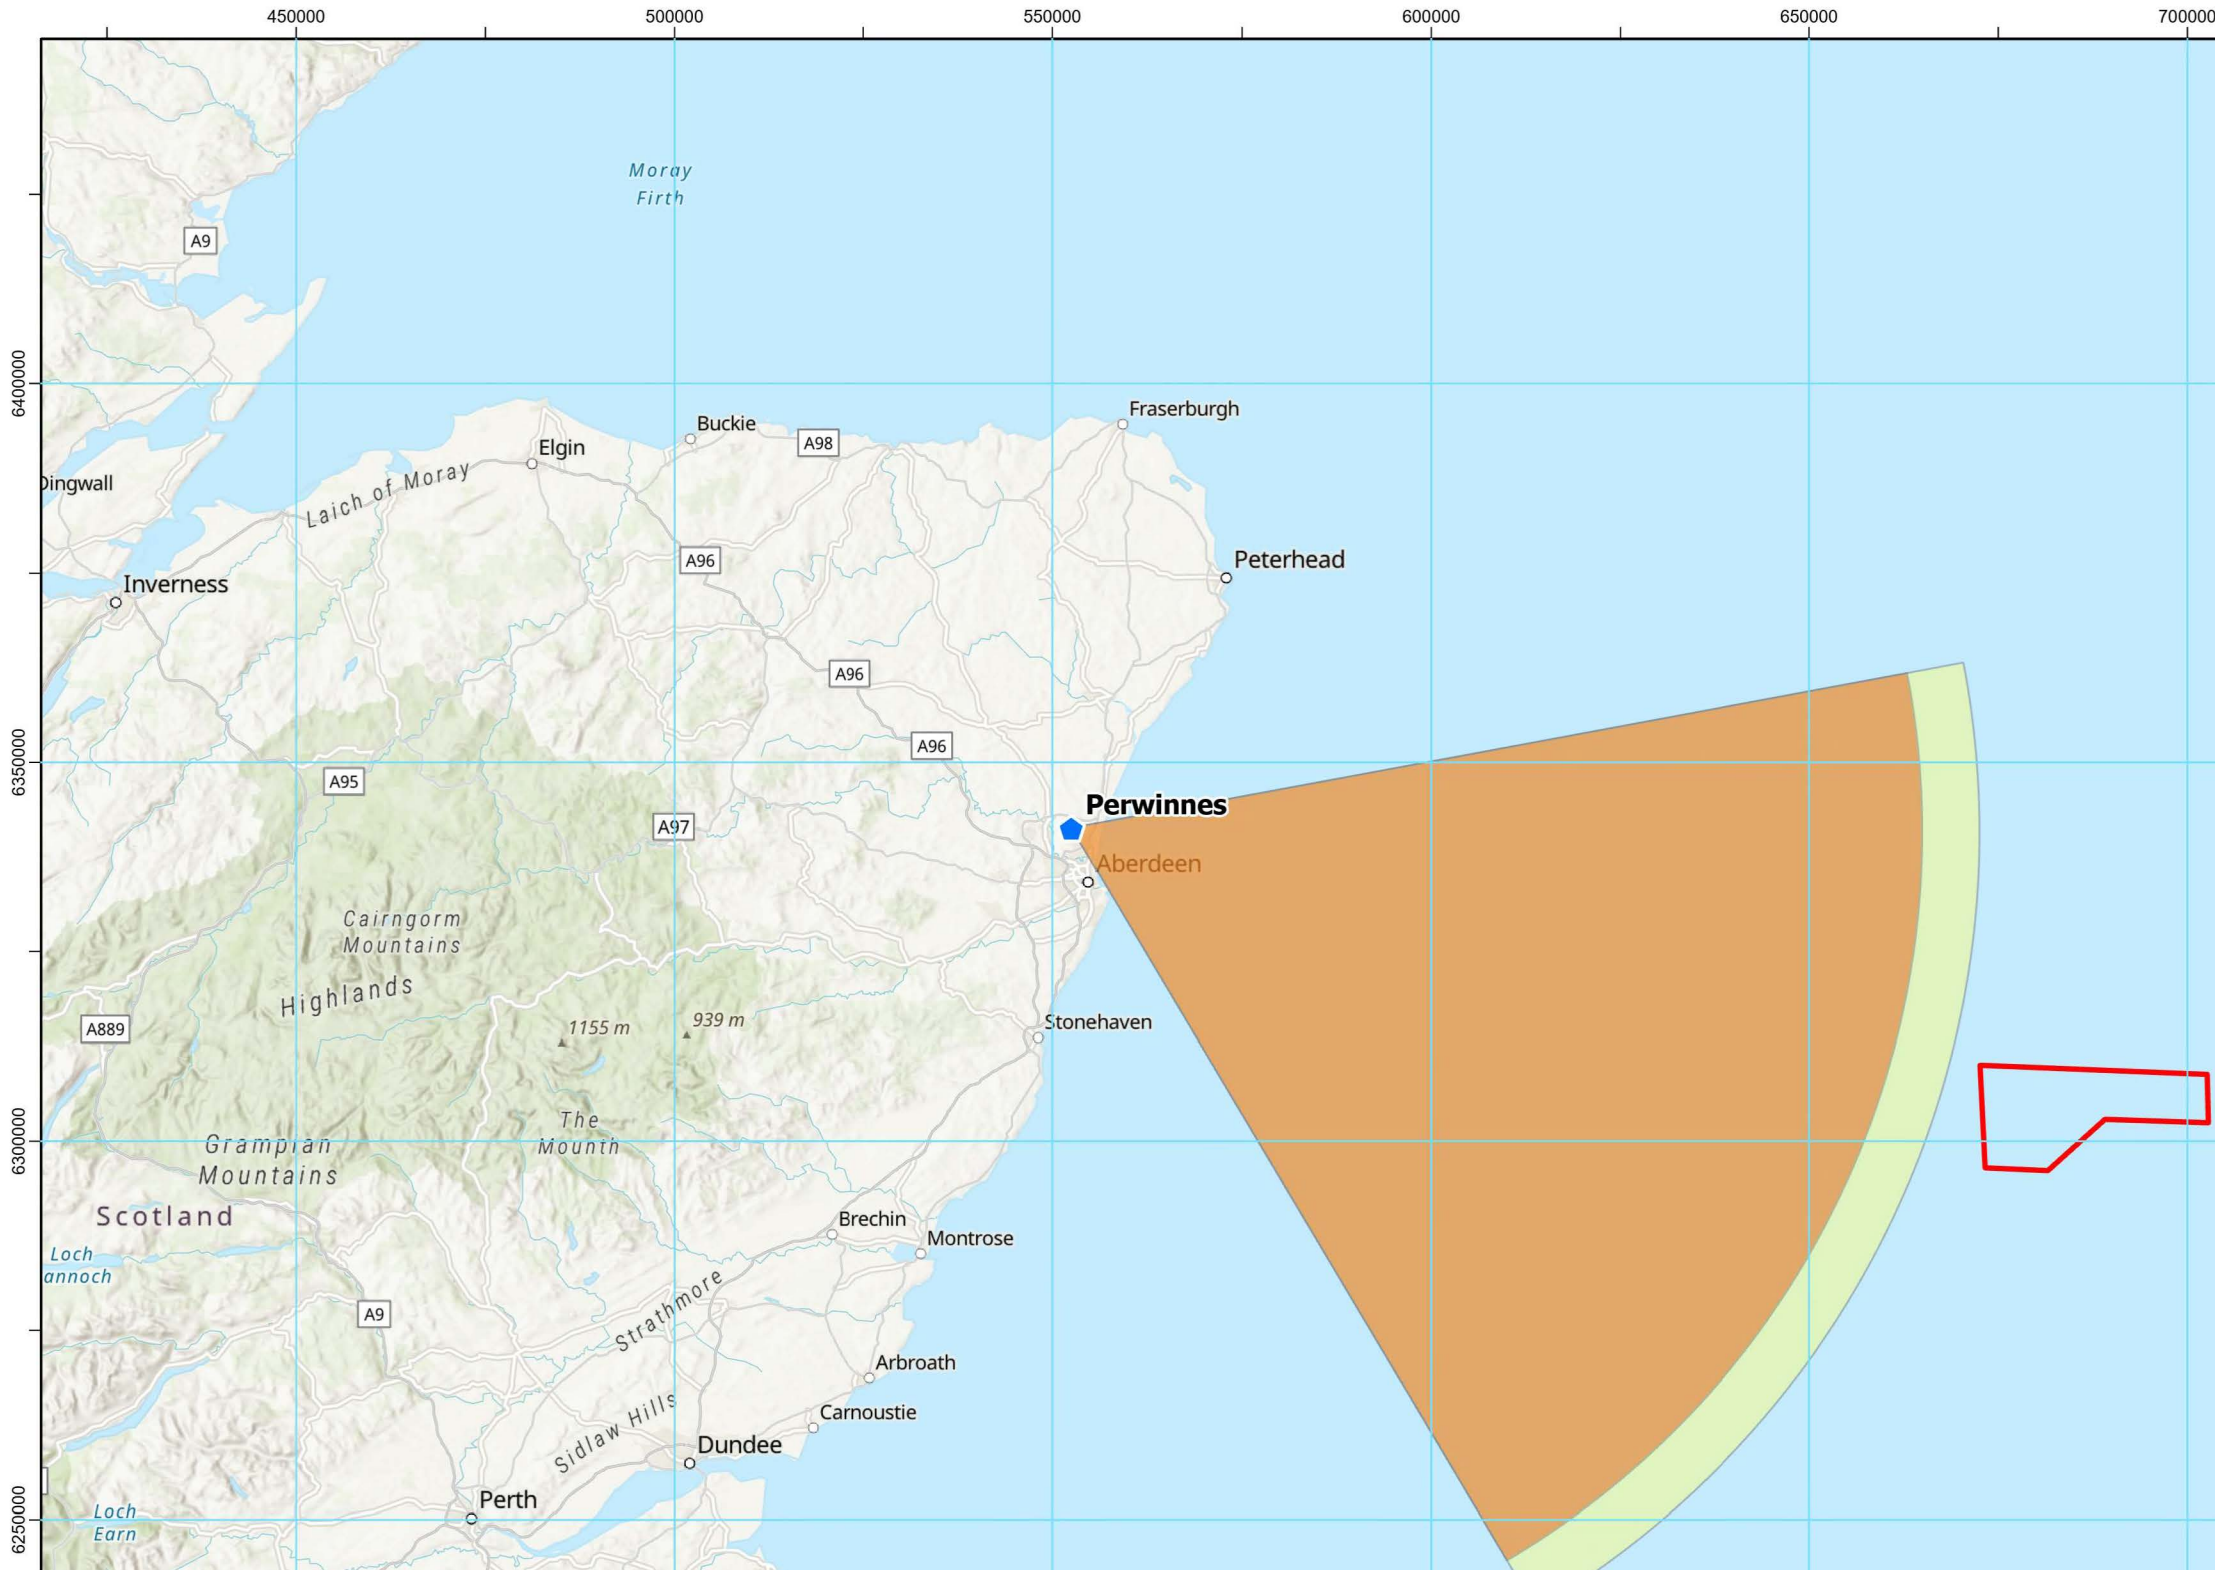 450000
500000
550000
600000
650000
700000
Moray
Firth
A9
6400000
Fraserburgh
Buckie
A98
Elgin
Laich of Moray
Dingwall
A96
Peterhead
Inverness
A96
A96
6350000
A95
Perwinnes
A97
Aberdeen
Cairngorm
Mountains
Highlands
1155 m
939 m
Stonehaven
A889
The
Mounth
6300000
Grampian
Mountains
Scotland
Brechin
Montrose
Loch
annoch
Strathmore
A9
Arbroath
Sidlaw Hills
Carnoustie
Dundee
Perth
Loch
Earn
6250000